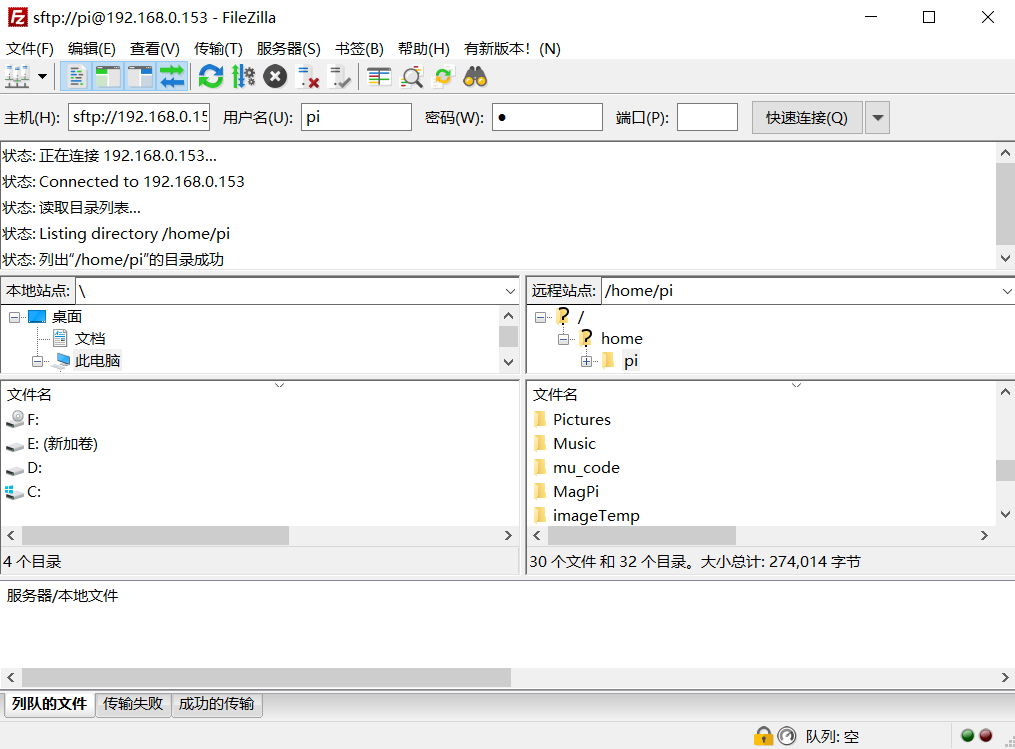 sftp://pi@192.168.0.153 - FileZilla
文件(F) 编辑(E) 查看(V) 传输(T) 服务器(S) 书签(B) 帮助(H) 有新版本！(N)
主机(H): sftp://192.168.0.15 用户名(U): pi 密码(W): ● 端口(P): 快速连接(Q)
状态: 正在连接 192.168.0.153...
状态: Connected to 192.168.0.153
状态: 读取目录列表...
状态: Listing directory /home/pi
状态: 列出“/home/pi”的目录成功
本地站点: \
桌面
文档
此电脑
远程站点: /home/pi
/
home
pi
文件名
F:
E: (新加卷)
D:
C:
4 个目录
文件名
Pictures
Music
mu_code
MagPi
imageTemp
30 个文件 和 32 个目录。大小总计: 274,014 字节
服务器/本地文件
列队的文件 传输失败 成功的传输
队列: 空